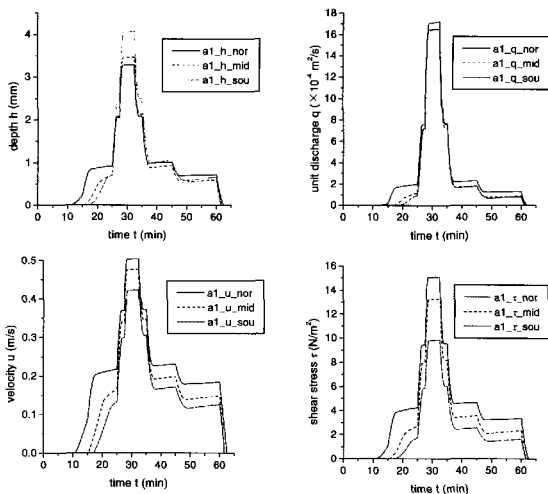 a1_h_nor
a1_h_mid
a1_h_sou
depth h (mm)
4
3
2
1
0
0 10 20 30 40 50 60
time t (min)
a1_q_nor
a1_q_mid
a1_q_sou
unit discharge q (×10⁻⁴ m²/s)
18
16
14
12
10
8
6
4
2
0
0 10 20 30 40 50 60
time t (min)
a1_u_nor
a1_u_mid
a1_u_sou
velocity u (m/s)
0.5
0.4
0.3
0.2
0.1
0.0
0 10 20 30 40 50 60
time t (min)
a1_τ_nor
a1_τ_mid
a1_τ_sou
shear stress τ (N/m²)
16
14
12
10
8
6
4
2
0
0 10 20 30 40 50 60
time t (min)